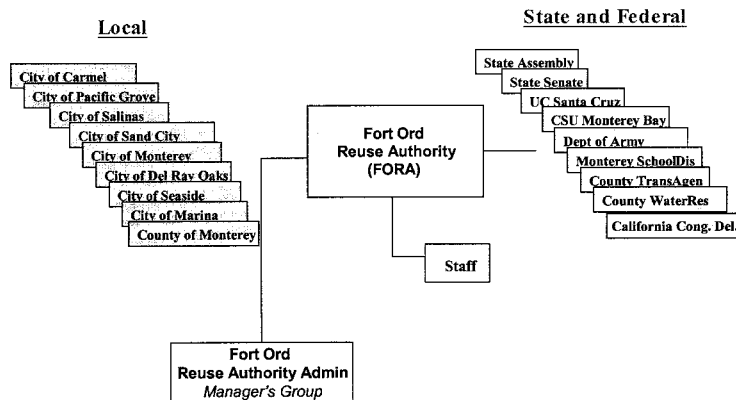 Local
State and Federal
City of Carmel
City of Pacific Grove
City of Salinas
City of Sand City
City of Monterey
City of Del Ray Oaks
City of Seaside
City of Marina
County of Monterey
Fort Ord
Reuse Authority
(FORA)
State Assembly
State Senate
UC Santa Cruz
CSU Monterey Bay
Dept of Army
Monterey SchoolDis
County TransAgen
County WaterRes
California Cong. Del.
Staff
Fort Ord
Reuse Authority Admin
Manager's Group